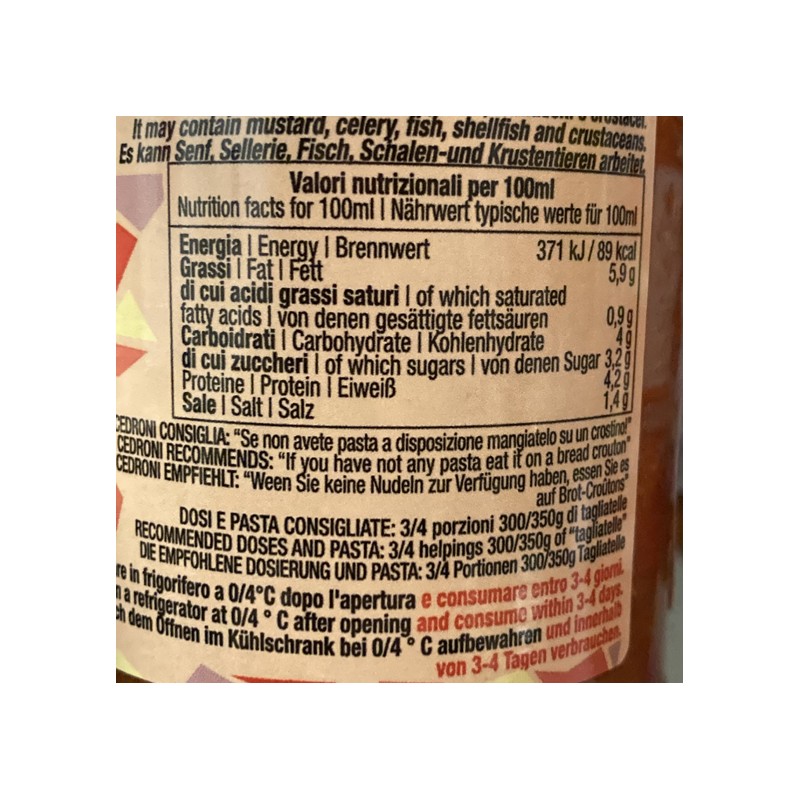 It may contain mustard, celery, fish, shellfish and crustaceans.
Es kann Senf, Sellerie, Fisch, Schalen-und Krustentieren arbeitet.
Valori nutrizionali per 100ml
Nutrition facts for 100ml | Nährwert typische werte für 100ml
Energia | Energy | Brennwert 371 kJ / 89 kcal
Grassi | Fat | Fett 5,9 g
di cui acidi grassi saturi | of which saturated
fatty acids | von denen gesättigte fettsäuren 0,9 g
Carboidrati | Carbohydrate | Kohlenhydrate 4 g
di cui zuccheri | of which sugars | von denen Sugar 3,2 g
Proteine | Protein | Eiweiß 4,2 g
Sale | Salt | Salz 1,4 g
CEDRONI CONSIGLIA: "Se non avete pasta a disposizione mangiatelo su un crostino!"
CEDRONI RECOMMENDS: "If you have not any pasta eat it on a bread crouton"
CEDRONI EMPFIEHLT: "Ween Sie keine Nudeln zur Verfügung haben, essen Sie es
auf Brot-Croûtons"
DOSI E PASTA CONSIGLIATE: 3/4 porzioni 300/350g di tagliatelle
RECOMMENDED DOSES AND PASTA: 3/4 helpings 300/350g of "tagliatelle"
DIE EMPFOHLENE DOSIERUNG UND PASTA: 3/4 Portionen 300/350g Tagliatelle
in frigorifero a 0/4°C dopo l'apertura e consumare entro 3-4 giorni.
a refrigerator at 0/4 ° C after opening and consume within 3-4 days.
dem Öffnen im Kühlschrank bei 0/4 ° C aufbewahren und innerhalb
von 3-4 Tagen verbrauchen.